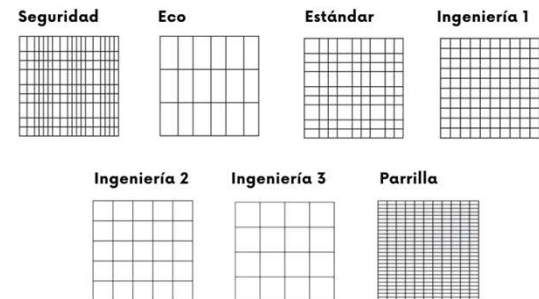 Seguridad
Eco
Estándar
Ingeniería 1
Ingeniería 2
Ingeniería 3
Parrilla